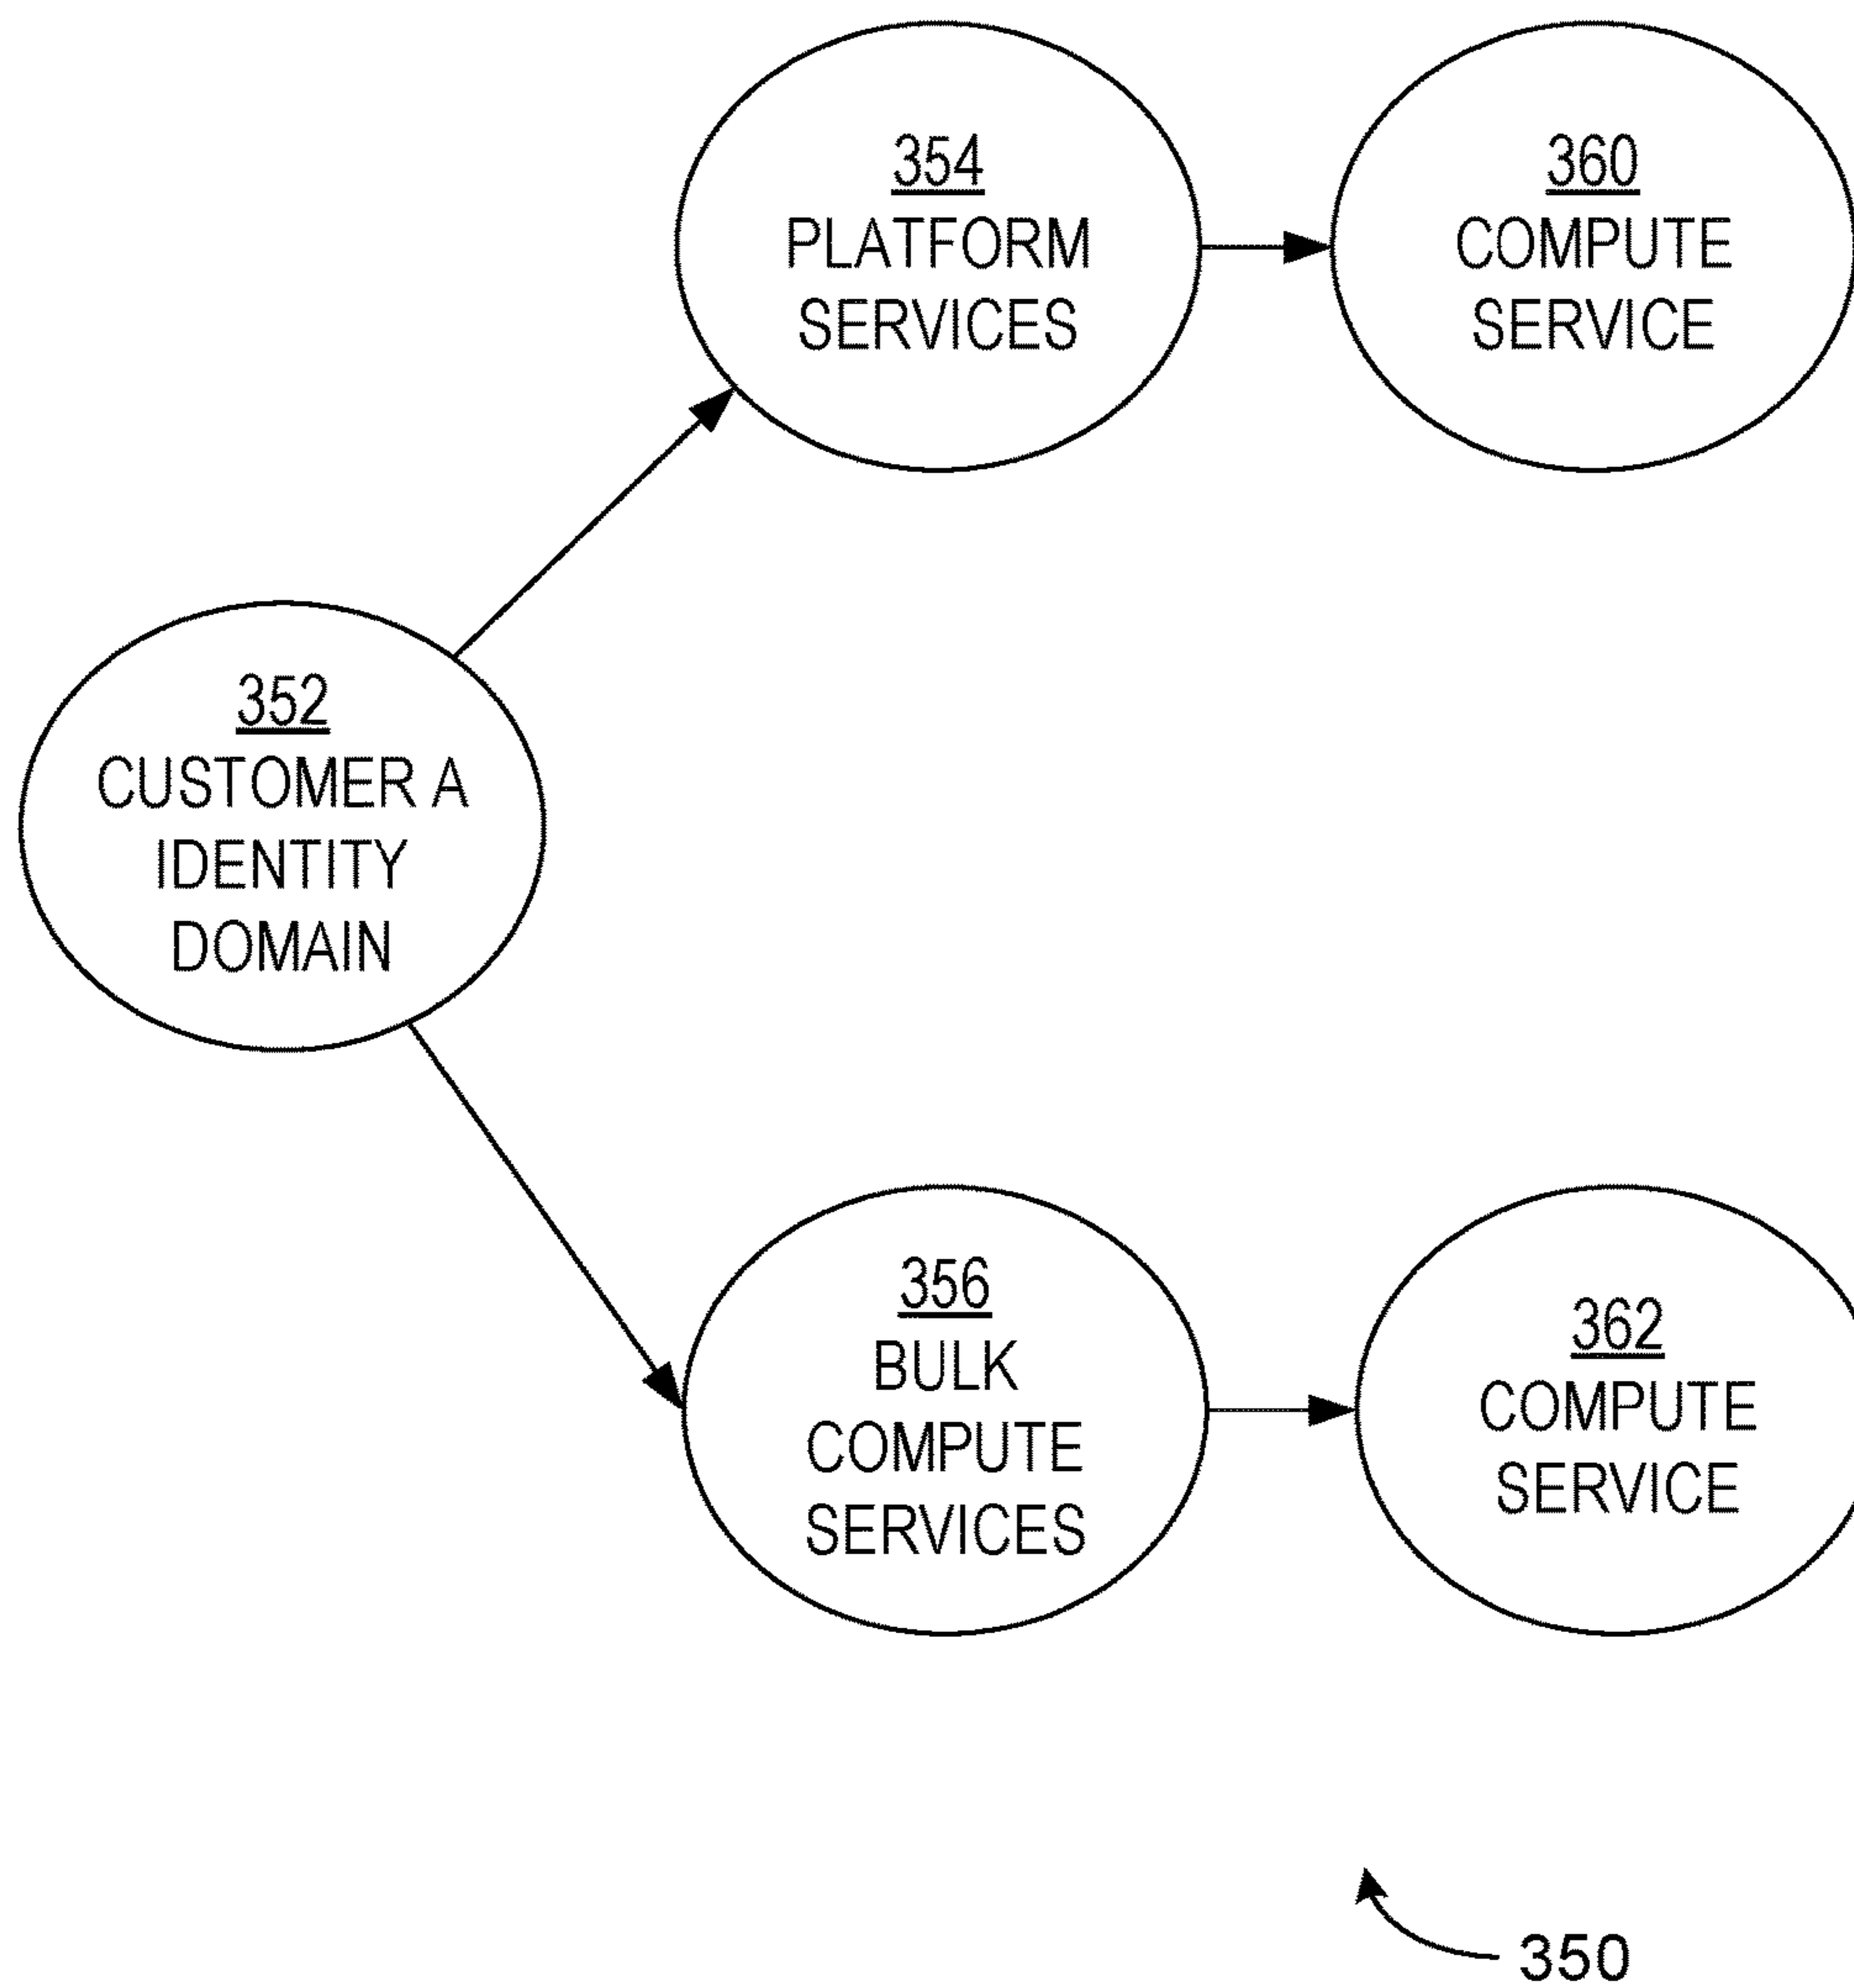 354
PLATFORM
SERVICES
360
COMPUTE
SERVICE
352
CUSTOMER A
IDENTITY
DOMAIN
356
BULK
COMPUTE
SERVICES
362
COMPUTE
SERVICE
350